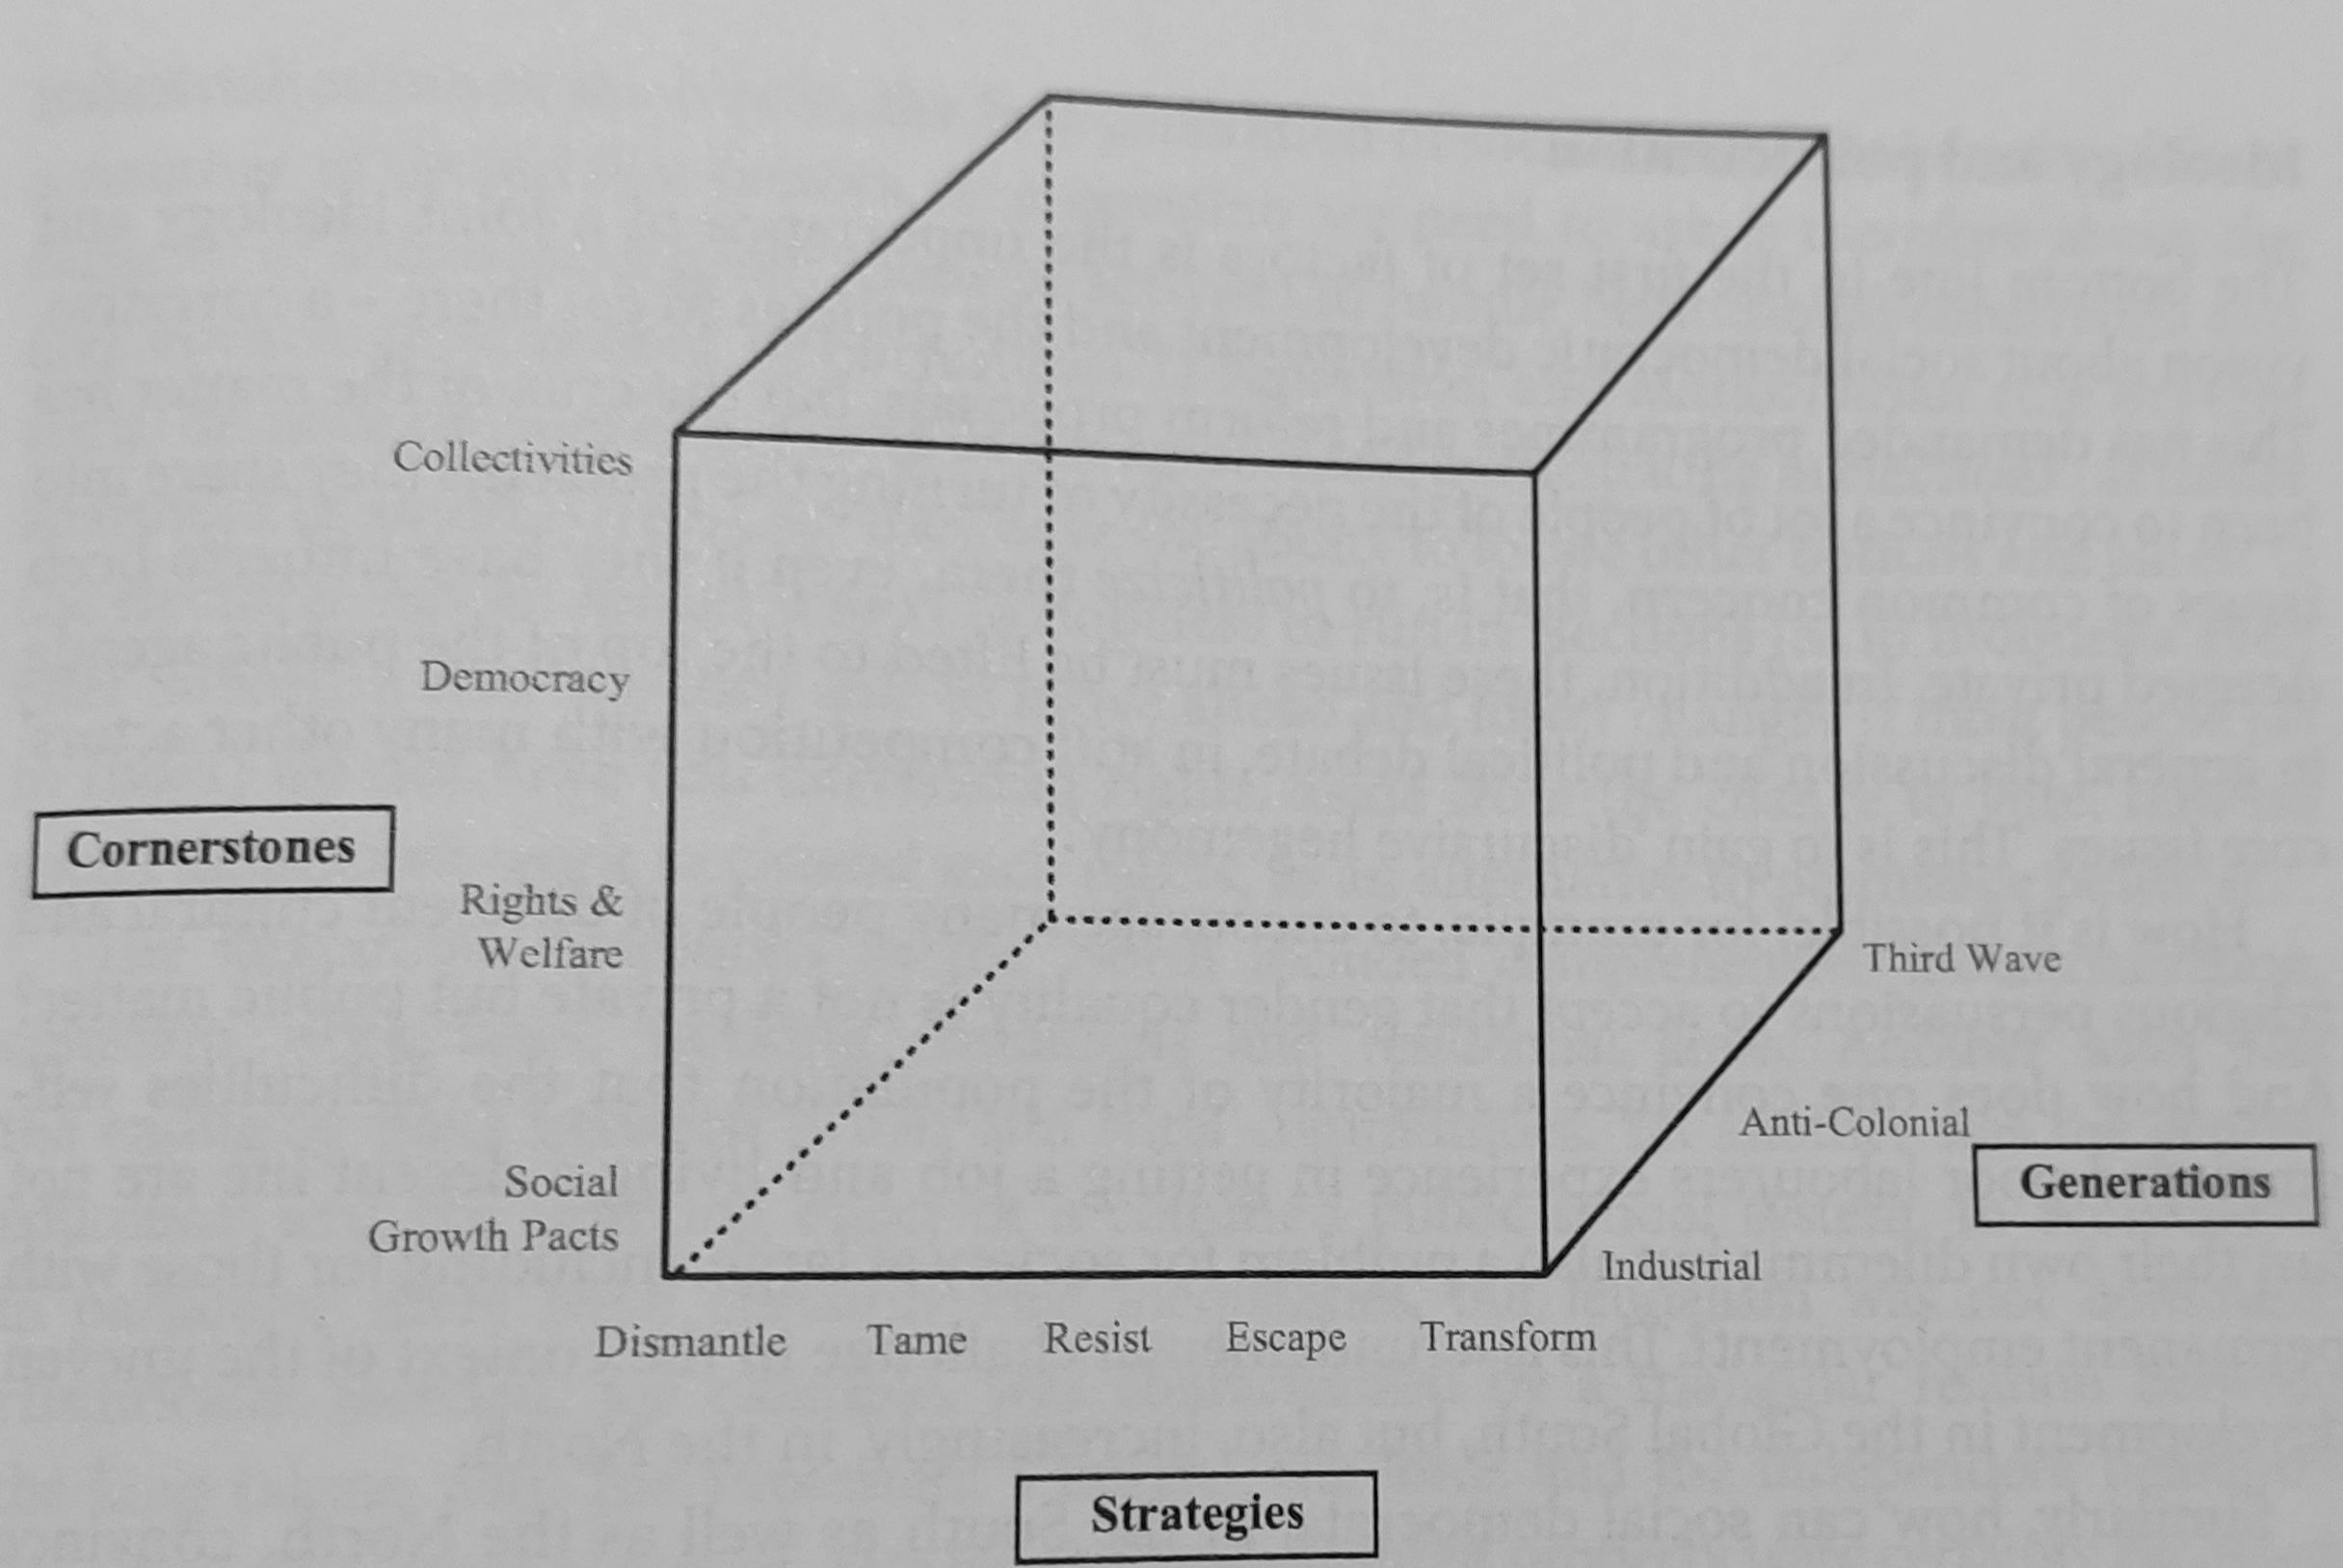 Collectivities
Democracy
Cornerstones
Rights &
Welfare
Third Wave
Anti-Colonial
Generations
Social
Growth Pacts
Industrial
Dismantle Tame Resist Escape Transform
Strategies